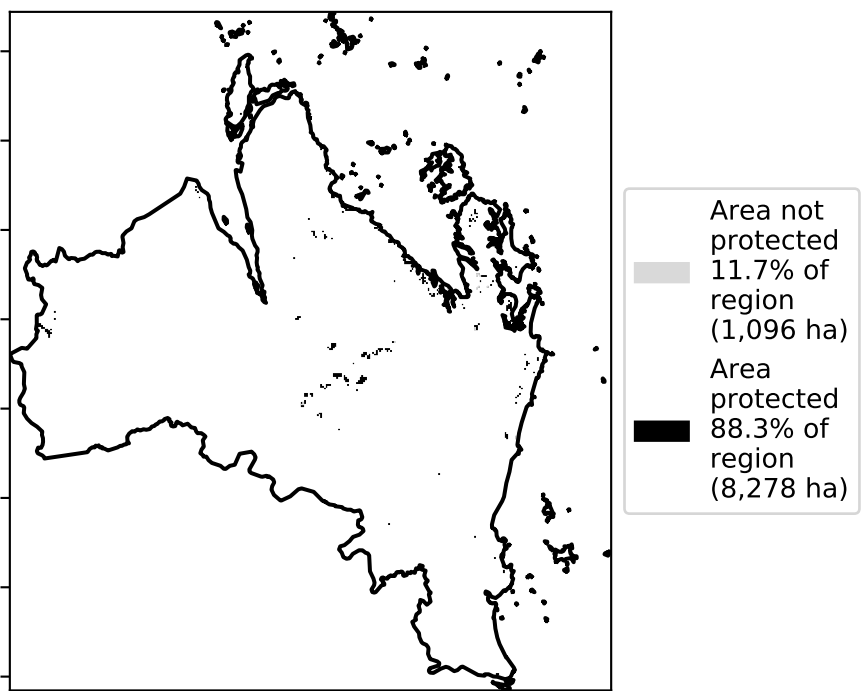 Area not
protected
11.7% of
region
(1,096 ha)
Area
protected
88.3% of
region
(8,278 ha)